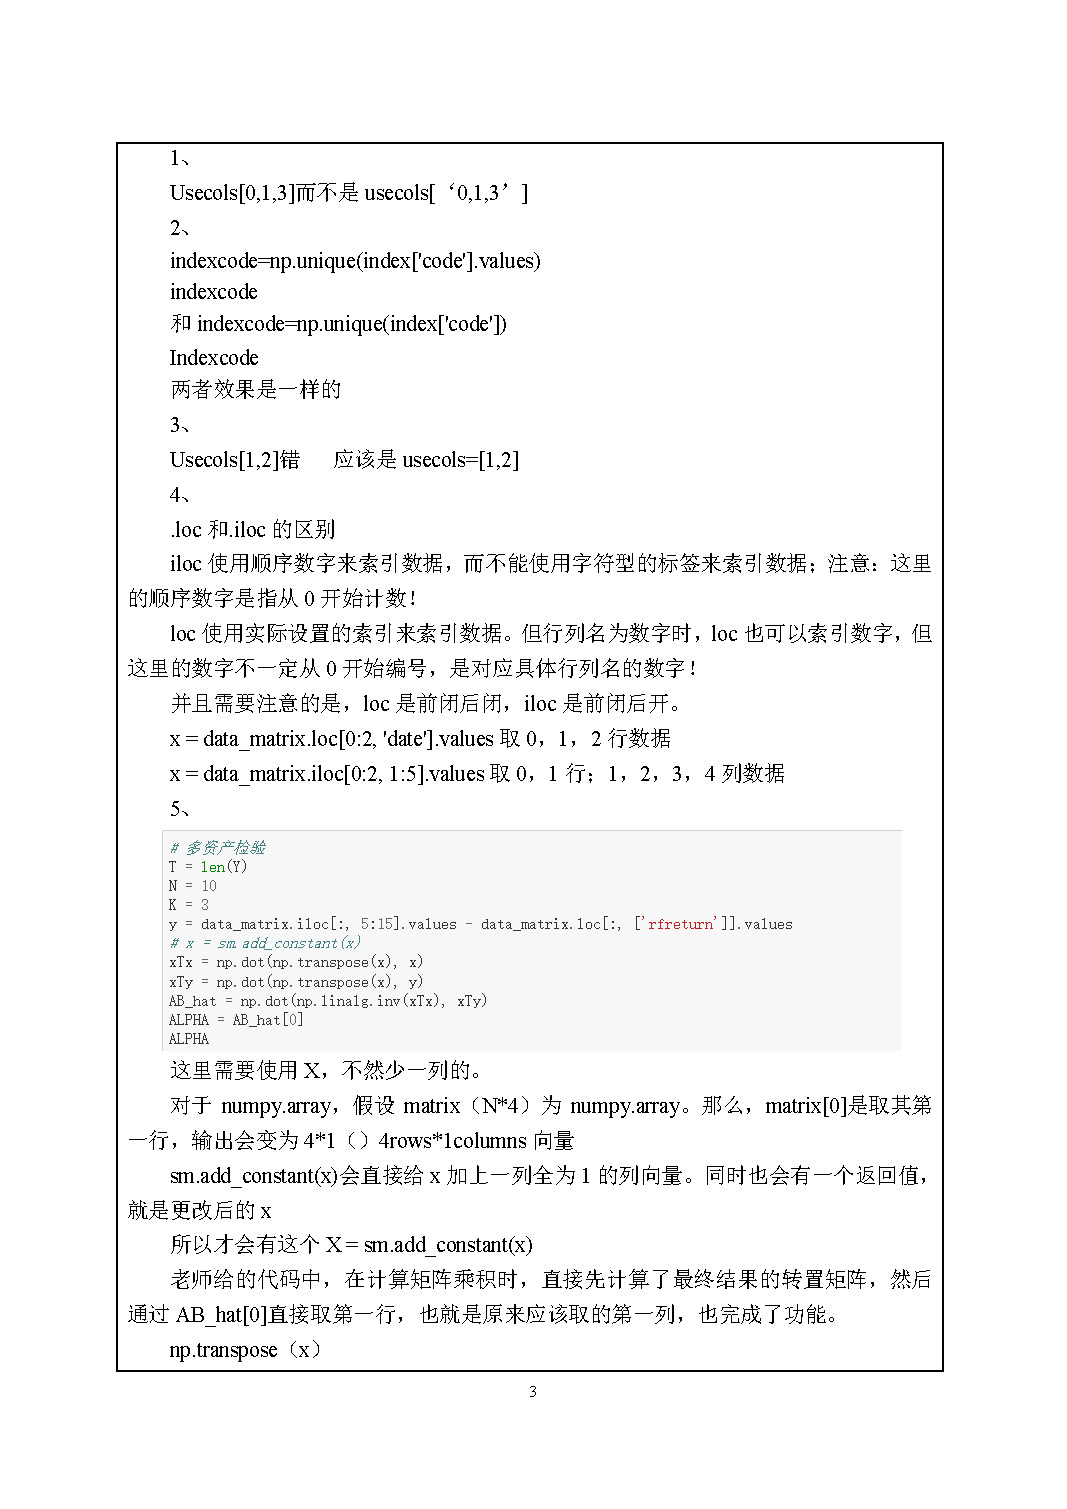 1、
Usecols[0,1,3]而不是 usecols[‘0,1,3’]
2、
indexcode=np.unique(index['code'].values)
indexcode
和 indexcode=np.unique(index['code'])
Indexcode
两者效果是一样的
3、
Usecols[1,2]错 应该是 usecols=[1,2]
4、
.loc 和.iloc 的区别
iloc 使用顺序数字来索引数据，而不能使用字符型的标签来索引数据；注意：这里
的顺序数字是指从 0 开始计数！
loc 使用实际设置的索引来索引数据。但行列名为数字时，loc 也可以索引数字，但
这里的数字不一定从 0 开始编号，是对应具体行列名的数字！
并且需要注意的是，loc 是前闭后闭，iloc 是前闭后开。
x = data_matrix.loc[0:2, 'date'].values 取 0，1，2 行数据
x = data_matrix.iloc[0:2, 1:5].values 取 0，1 行；1，2，3，4 列数据
5、
# 多资产检验
T = len(Y)
N = 10
K = 3
y = data_matrix.iloc[:, 5:15].values - data_matrix.loc[:, ['rfreturn']].values
# x = sm.add_constant(x)
xTx = np.dot(np.transpose(x), x)
xTy = np.dot(np.transpose(x), y)
AB_hat = np.dot(np.linalg.inv(xTx), xTy)
ALPHA = AB_hat[0]
ALPHA
这里需要使用 X，不然少一列的。
对于 numpy.array，假设 matrix（N*4）为 numpy.array。那么，matrix[0]是取其第
一行，输出会变为 4*1（）4rows*1columns 向量
sm.add_constant(x)会直接给 x 加上一列全为 1 的列向量。同时也会有一个返回值，
就是更改后的 x
所以才会有这个 X = sm.add_constant(x)
老师给的代码中，在计算矩阵乘积时，直接先计算了最终结果的转置矩阵，然后
通过 AB_hat[0]直接取第一行，也就是原来应该取的第一列，也完成了功能。
np.transpose（x）
3